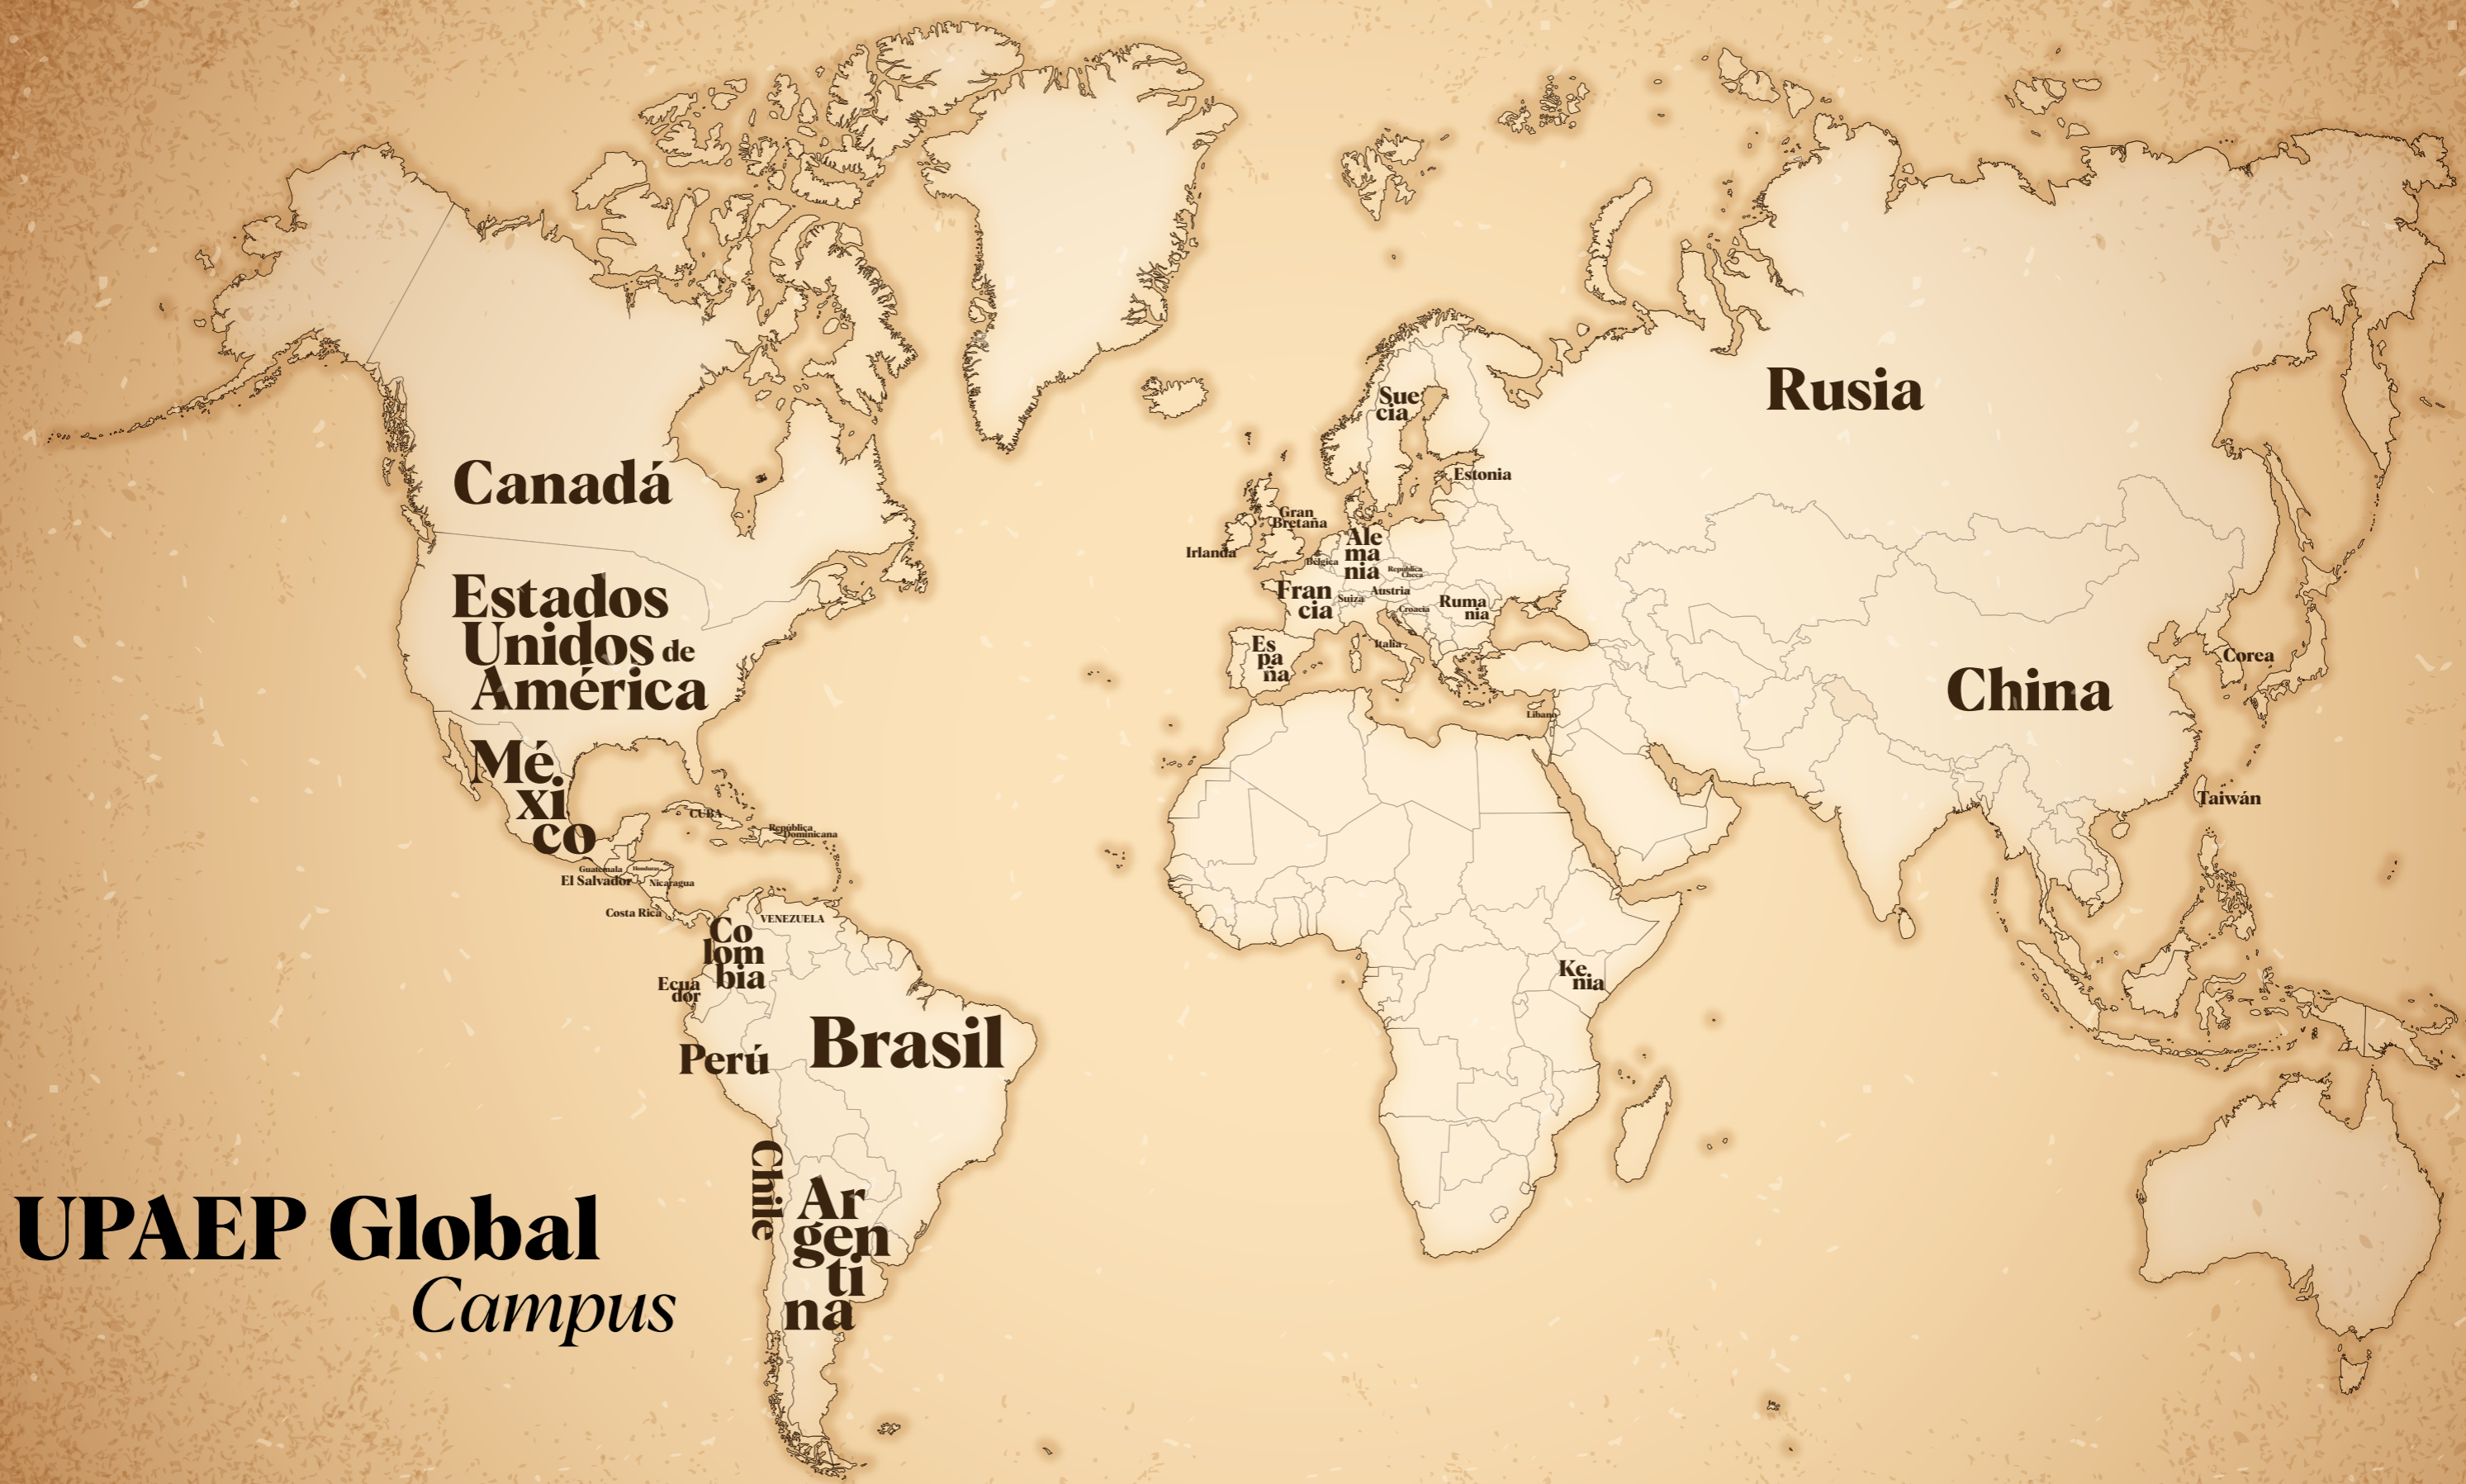 Rusia
Sue
cia
Estonia
Canadá
Gran
Bretaña
Irlanda
Bélgica
Ale
ma
nia
República
Checa
Fran
cia
Suiza
Austria
Croacia
Ruma
nia
Es
pa
ña
Italia
Líbano
Estados
Unidos de
América
Corea
China
Taiwán
Mé
xi
co
CUBA
República
Dominicana
Guatemala
Honduras
El Salvador
Nicaragua
Costa Rica
VENEZUELA
Co
lom
bia
Ecua
dor
Ke
nia
Brasil
Perú
Chile
Ar
gen
ti
na
UPAEP Global
Campus